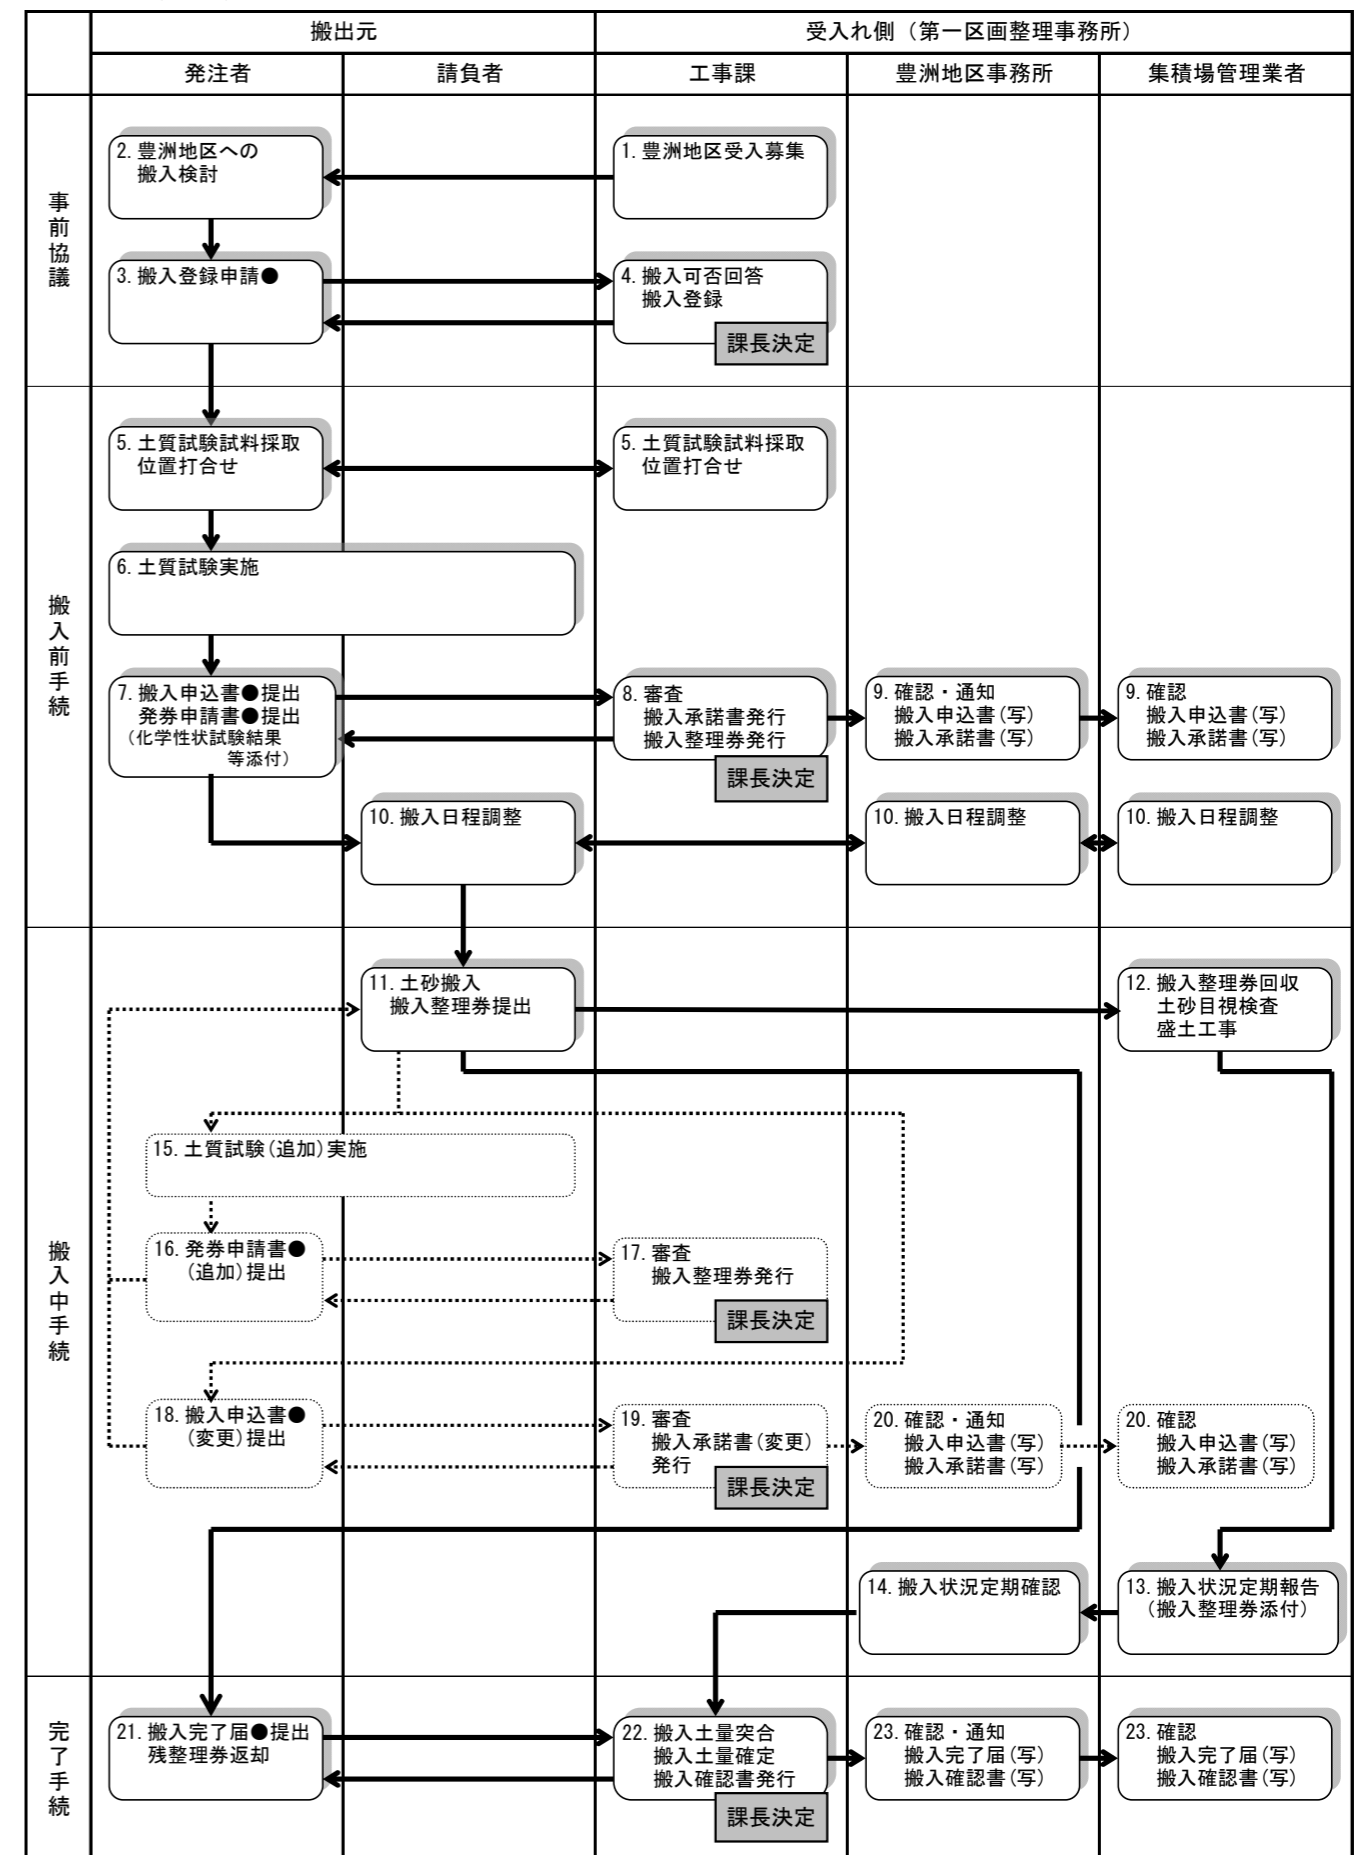 搬出元
受入れ側（第一区画整理事務所）
発注者
請負者
工事課
豊洲地区事務所
集積場管理業者
事前協議
2. 豊洲地区への
搬入検討
1. 豊洲地区受入募集
3. 搬入登録申請●
4. 搬入可否回答
搬入登録
課長決定
搬入前手続
5. 土質試験試料採取
位置打合せ
5. 土質試験試料採取
位置打合せ
6. 土質試験実施
7. 搬入申込書●提出
発券申請書●提出
（化学性状試験結果
等添付）
8. 審査
搬入承諾書発行
搬入整理券発行
課長決定
9. 確認・通知
搬入申込書(写)
搬入承諾書(写)
9. 確認
搬入申込書(写)
搬入承諾書(写)
10. 搬入日程調整
10. 搬入日程調整
10. 搬入日程調整
搬入中手続
11. 土砂搬入
搬入整理券提出
12. 搬入整理券回収
土砂目視検査
盛土工事
15. 土質試験(追加)実施
16. 発券申請書●
(追加)提出
17. 審査
搬入整理券発行
課長決定
18. 搬入申込書●
(変更)提出
19. 審査
搬入承諾書(変更)
発行
課長決定
20. 確認・通知
搬入申込書(写)
搬入承諾書(写)
20. 確認
搬入申込書(写)
搬入承諾書(写)
14. 搬入状況定期確認
13. 搬入状況定期報告
（搬入整理券添付）
完了手続
21. 搬入完了届●提出
残整理券返却
22. 搬入土量突合
搬入土量確定
搬入確認書発行
課長決定
23. 確認・通知
搬入完了届(写)
搬入確認書(写)
23. 確認
搬入完了届(写)
搬入確認書(写)